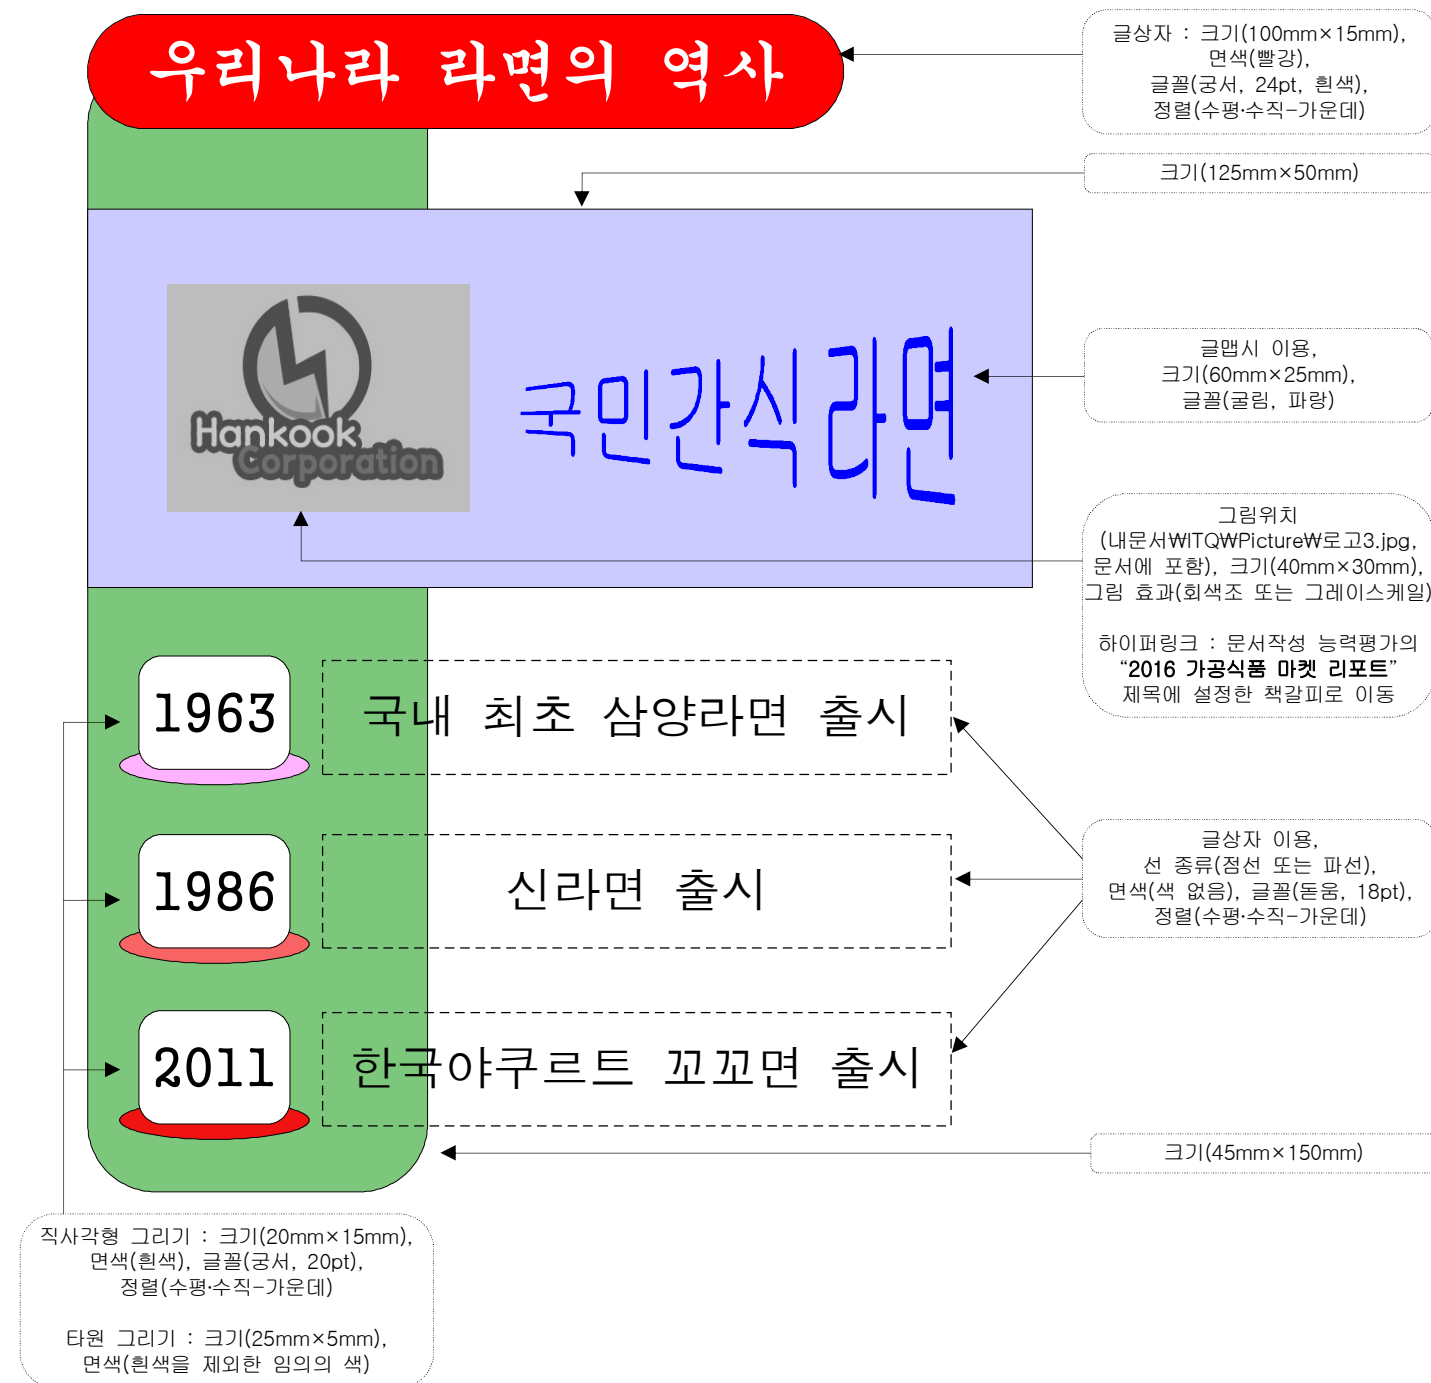 우리나라 라면의 역사
글상자 : 크기(100mm×15mm),
면색(빨강),
글꼴(궁서, 24pt, 흰색),
정렬(수평·수직-가운데)
크기(125mm×50mm)
Hankook
Corporation
국민간식라면
글맵시 이용,
크기(60mm×25mm),
글꼴(굴림, 파랑)
그림위치
(내문서₩ITQ₩Picture₩로고3.jpg,
문서에 포함), 크기(40mm×30mm),
그림 효과(회색조 또는 그레이스케일)
하이퍼링크 : 문서작성 능력평가의
“2016 가공식품 마켓 리포트”
제목에 설정한 책갈피로 이동
1963
국내 최초 삼양라면 출시
1986
신라면 출시
글상자 이용,
선 종류(점선 또는 파선),
면색(색 없음), 글꼴(돋움, 18pt),
정렬(수평·수직-가운데)
2011
한국야쿠르트 꼬꼬면 출시
크기(45mm×150mm)
직사각형 그리기 : 크기(20mm×15mm),
면색(흰색), 글꼴(궁서, 20pt),
정렬(수평·수직-가운데)
타원 그리기 : 크기(25mm×5mm),
면색(흰색을 제외한 임의의 색)